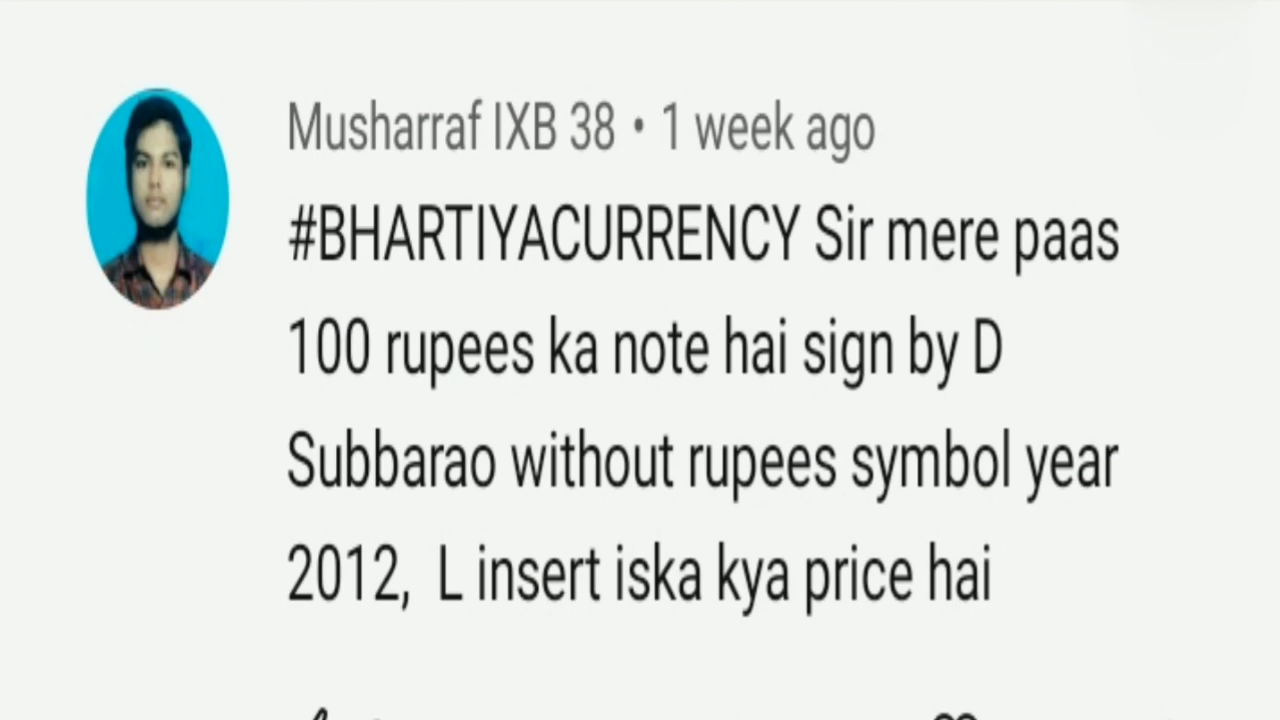 Musharraf IXB 38 • 1 week ago
#BHARTIYACURRENCY Sir mere paas
100 rupees ka note hai sign by D
Subbarao without rupees symbol year
2012, L insert iska kya price hai